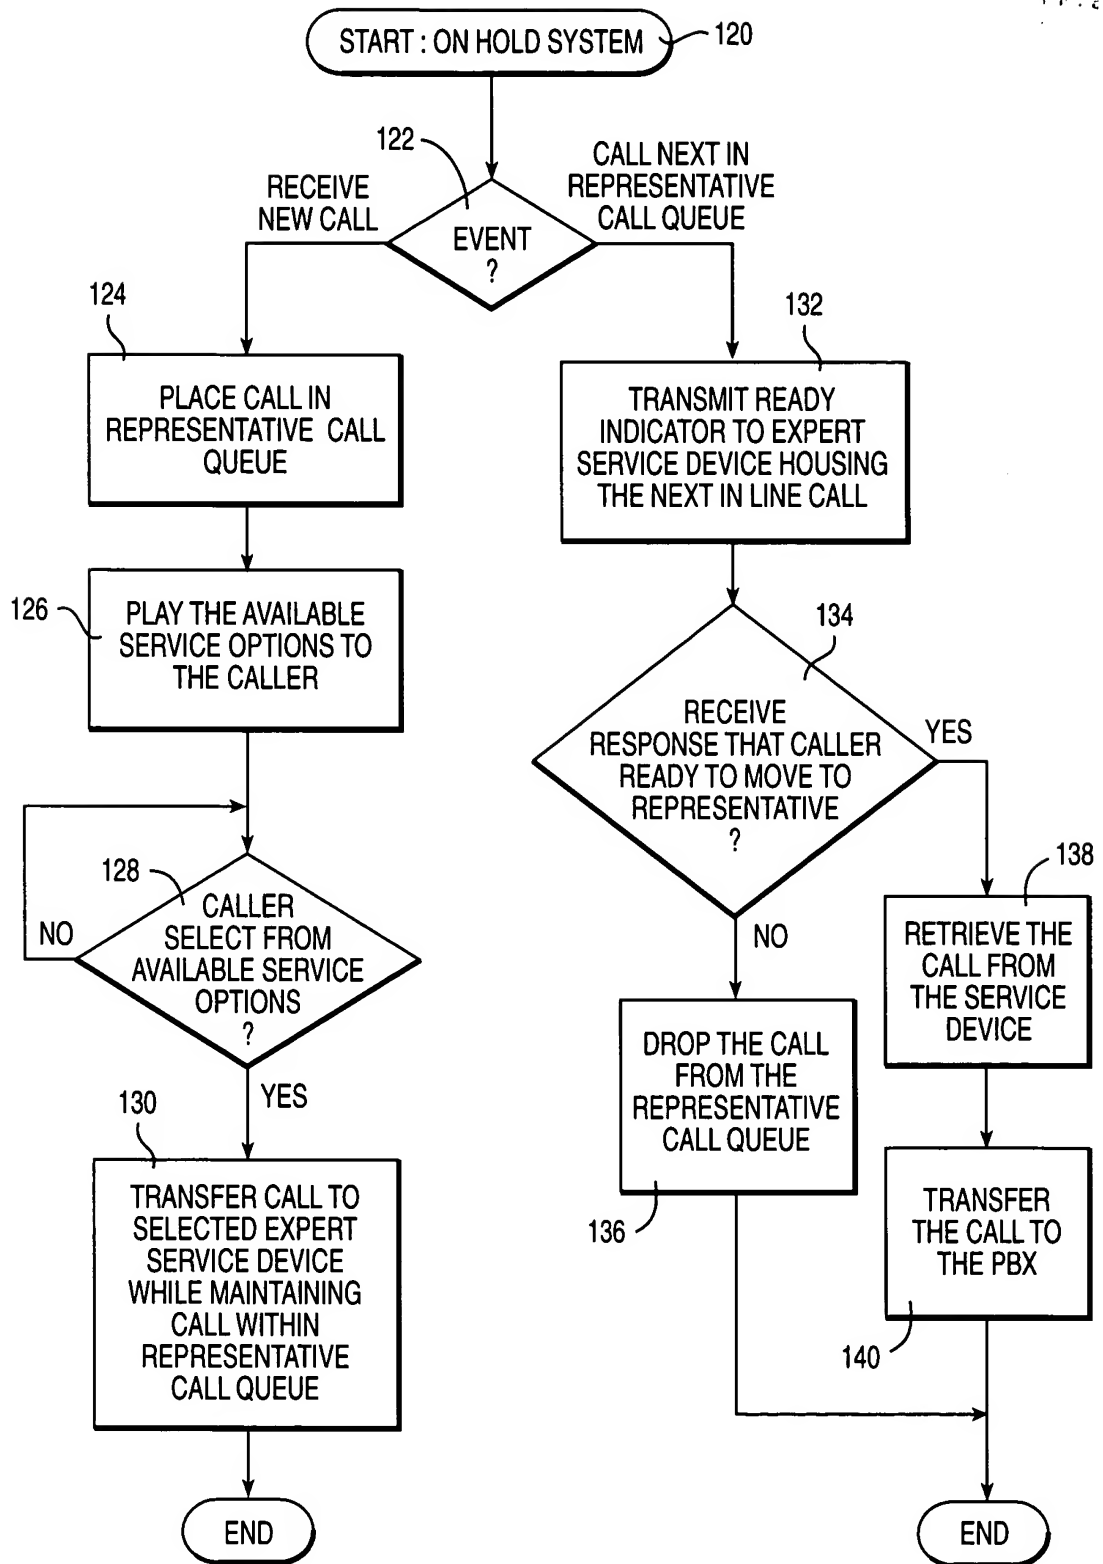 START : ON HOLD SYSTEM
120
122
EVENT
?
RECEIVE
NEW CALL
CALL NEXT IN
REPRESENTATIVE
CALL QUEUE
124
PLACE CALL IN
REPRESENTATIVE CALL
QUEUE
126
PLAY THE AVAILABLE
SERVICE OPTIONS TO
THE CALLER
128
CALLER
SELECT FROM
AVAILABLE SERVICE
OPTIONS
?
NO
YES
130
TRANSFER CALL TO
SELECTED EXPERT
SERVICE DEVICE
WHILE MAINTAINING
CALL WITHIN
REPRESENTATIVE
CALL QUEUE
END
132
TRANSMIT READY
INDICATOR TO EXPERT
SERVICE DEVICE HOUSING
THE NEXT IN LINE CALL
134
RECEIVE
RESPONSE THAT CALLER
READY TO MOVE TO
REPRESENTATIVE
?
YES
NO
136
DROP THE CALL
FROM THE
REPRESENTATIVE
CALL QUEUE
138
RETRIEVE THE
CALL FROM
THE SERVICE
DEVICE
TRANSFER
THE CALL TO
THE PBX
140
END